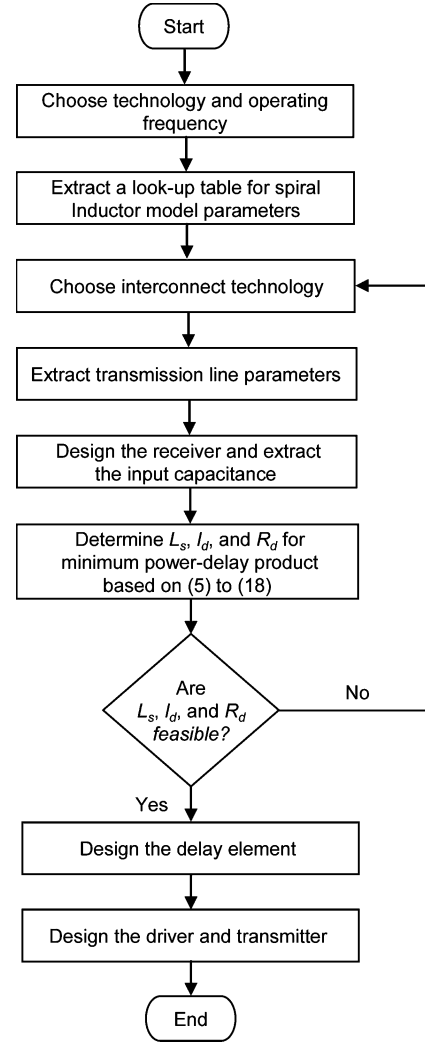 Start
Choose technology and operating
frequency
Extract a look-up table for spiral
Inductor model parameters
Choose interconnect technology
Extract transmission line parameters
Design the receiver and extract
the input capacitance
Determine Ls, Id, and Rd for
minimum power-delay product
based on (5) to (18)
Are
Ls, Id, and Rd
feasible?
No
Yes
Design the delay element
Design the driver and transmitter
End